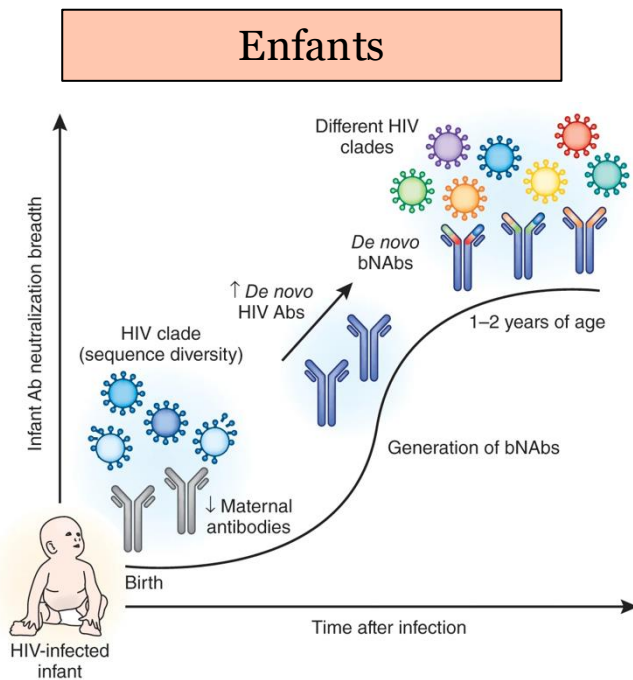 Enfants
Different HIV
clades
De novo
bNAbs
↑ De novo
HIV Abs
1–2 years of age
HIV clade
(sequence diversity)
Infant Ab neutralization breadth
Generation of bNAbs
↓ Maternal
antibodies
Birth
Time after infection
HIV-infected
infant